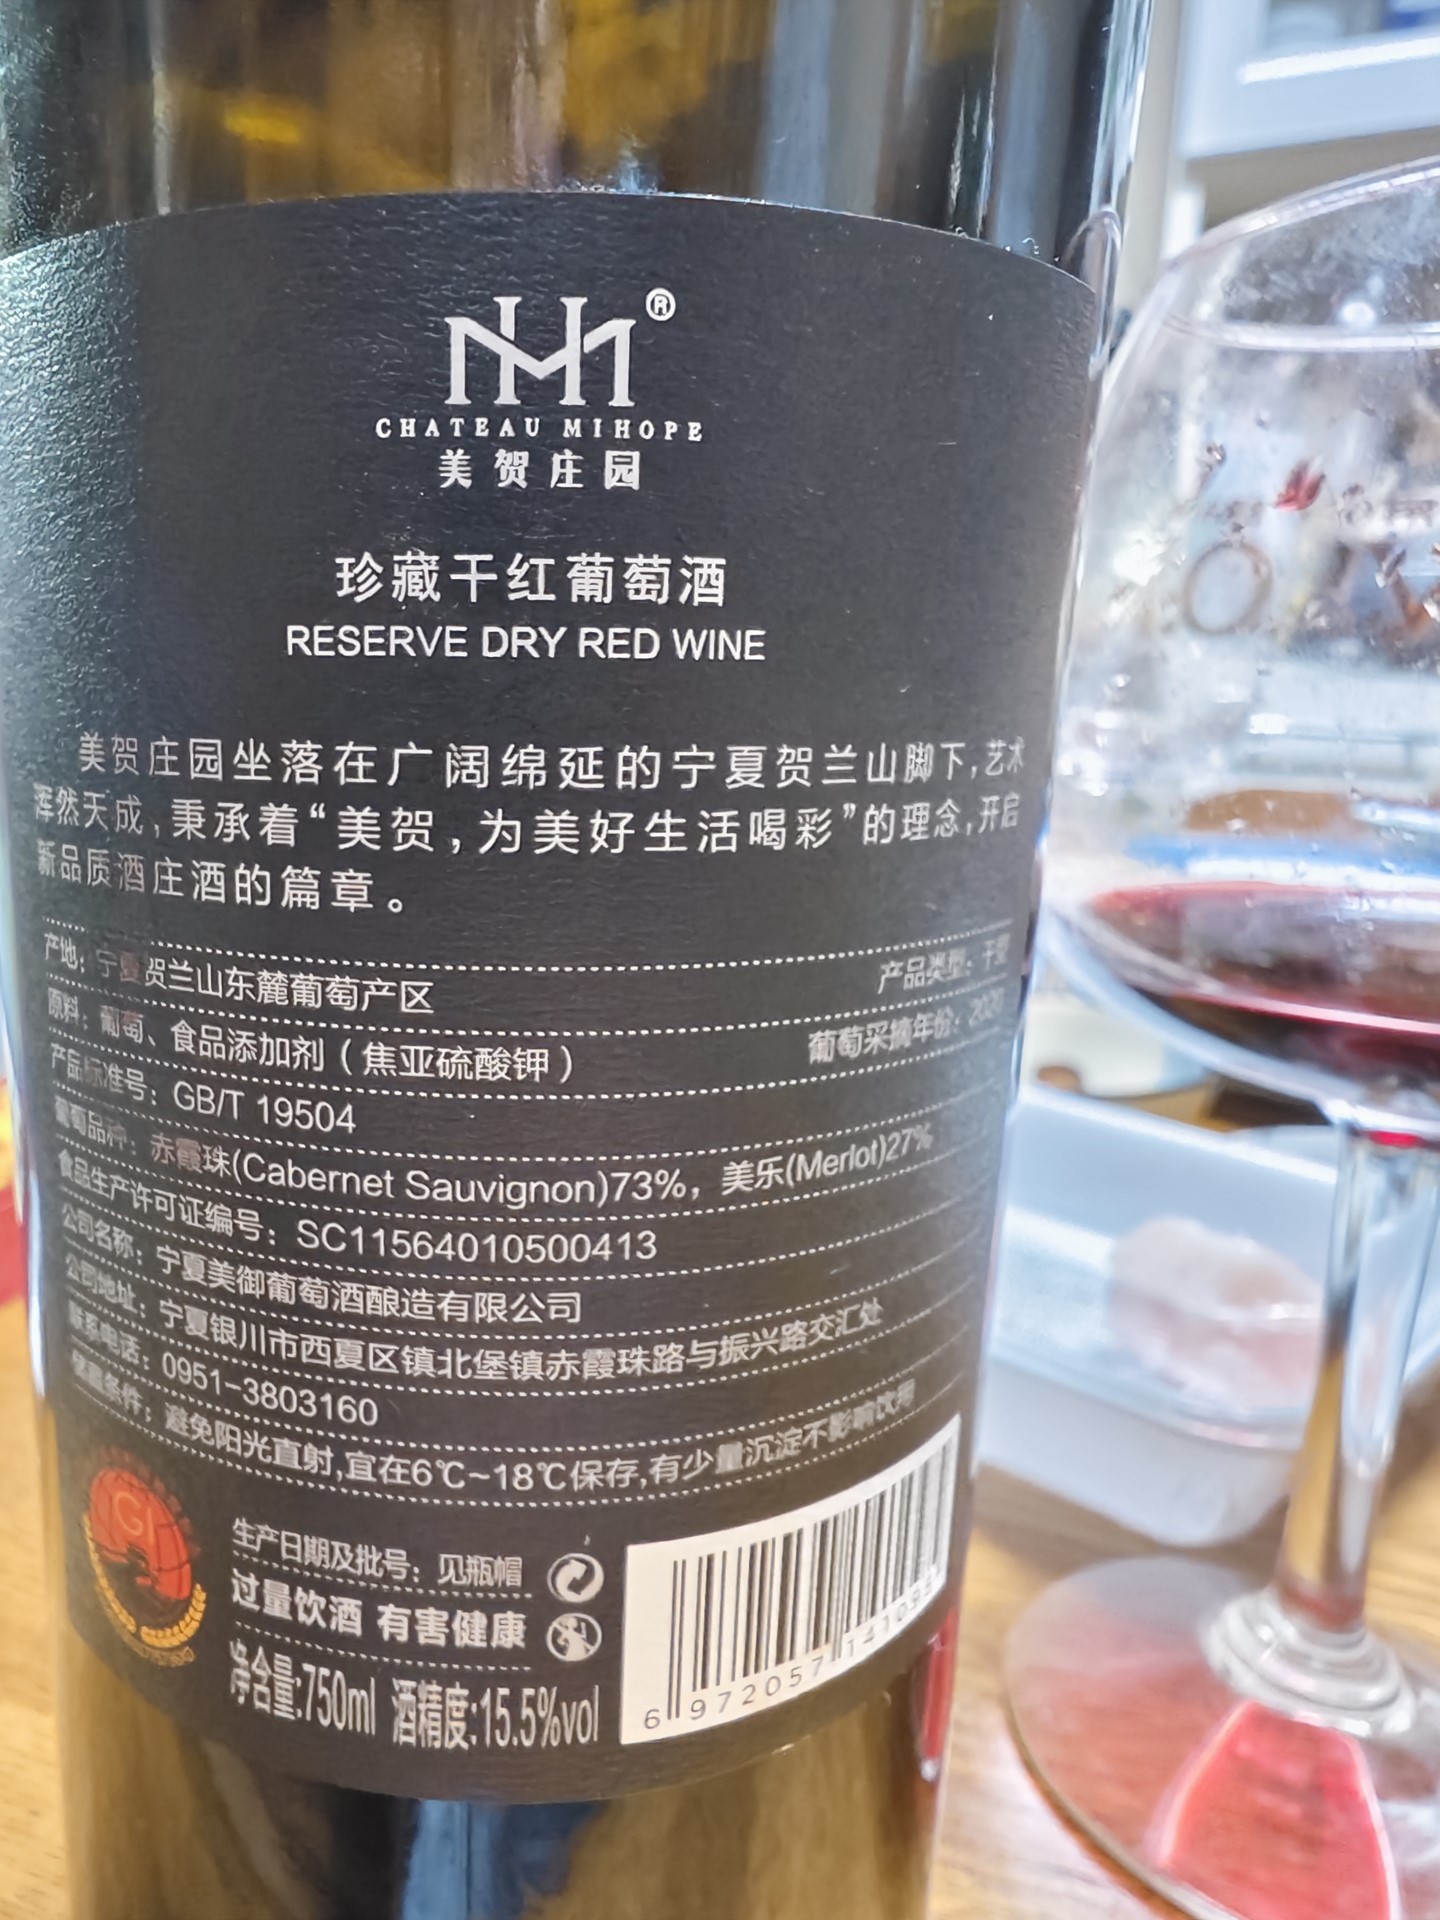 MH®
CHATEAU MIHOPE
美贺庄园
珍藏干红葡萄酒
RESERVE DRY RED WINE
美贺庄园坐落在广阔绵延的宁夏贺兰山脚下,艺术
浑然天成,秉承着“美贺,为美好生活喝彩”的理念,开启
新品质酒庄酒的篇章。
产地:宁夏贺兰山东麓葡萄产区 产品类型:干型
原料:葡萄、食品添加剂(焦亚硫酸钾) 葡萄采摘年份:2020
产品标准号:GB/T 19504
葡萄品种:赤霞珠(Cabernet Sauvignon)73%,美乐(Merlot)27%
食品生产许可证编号:SC11564010500413
公司名称:宁夏美御葡萄酒酿造有限公司
公司地址:宁夏银川市西夏区镇北堡镇赤霞珠路与振兴路交汇处
联系电话:0951-3803160
储藏条件:避免阳光直射,宜在6℃~18℃保存,有少量沉淀不影响饮用
GI
生产日期及批号:见瓶帽
过量饮酒 有害健康
净含量:750ml 酒精度:15.5%vol
6 972057 14109